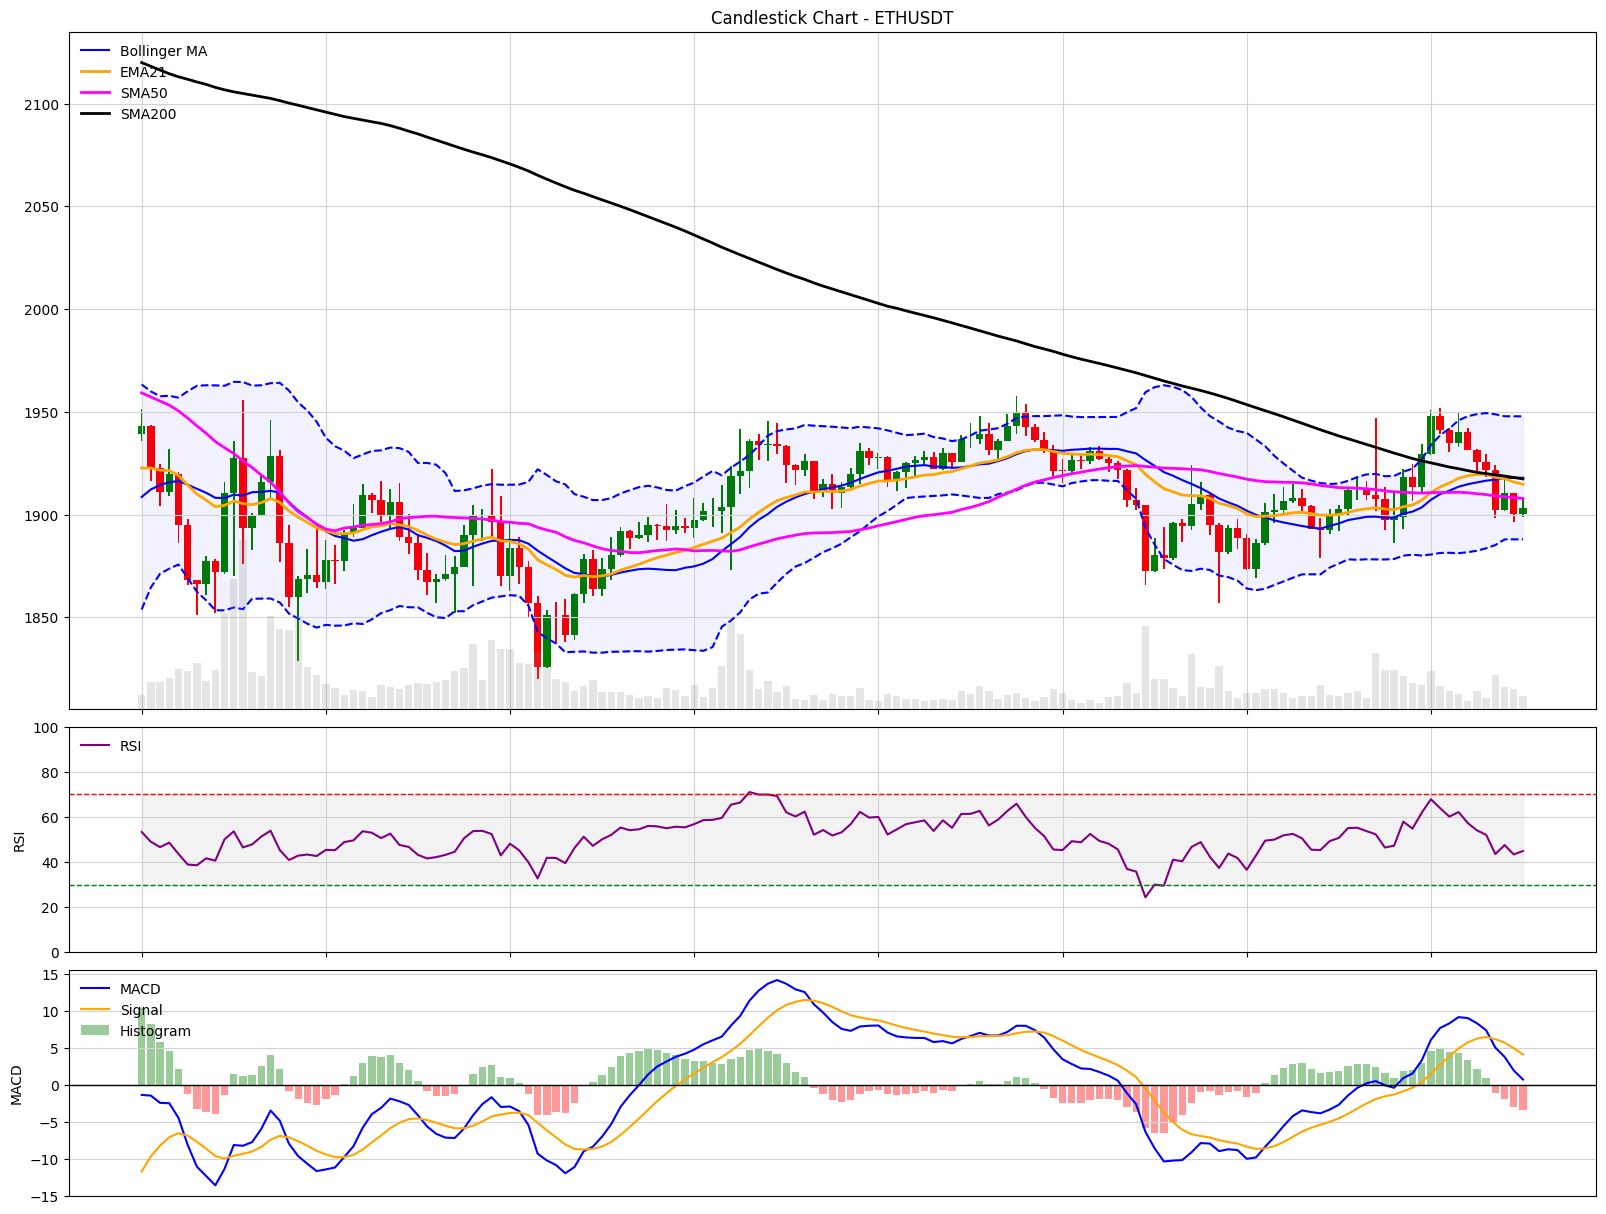 Candlestick Chart - ETHUSDT
Bollinger MA
EMA21
SMA50
SMA200
2100
2050
2000
1950
1900
1850
RSI
100
80
60
40
20
0
RSI
MACD
Signal
Histogram
15
10
5
0
−5
−10
−15
MACD